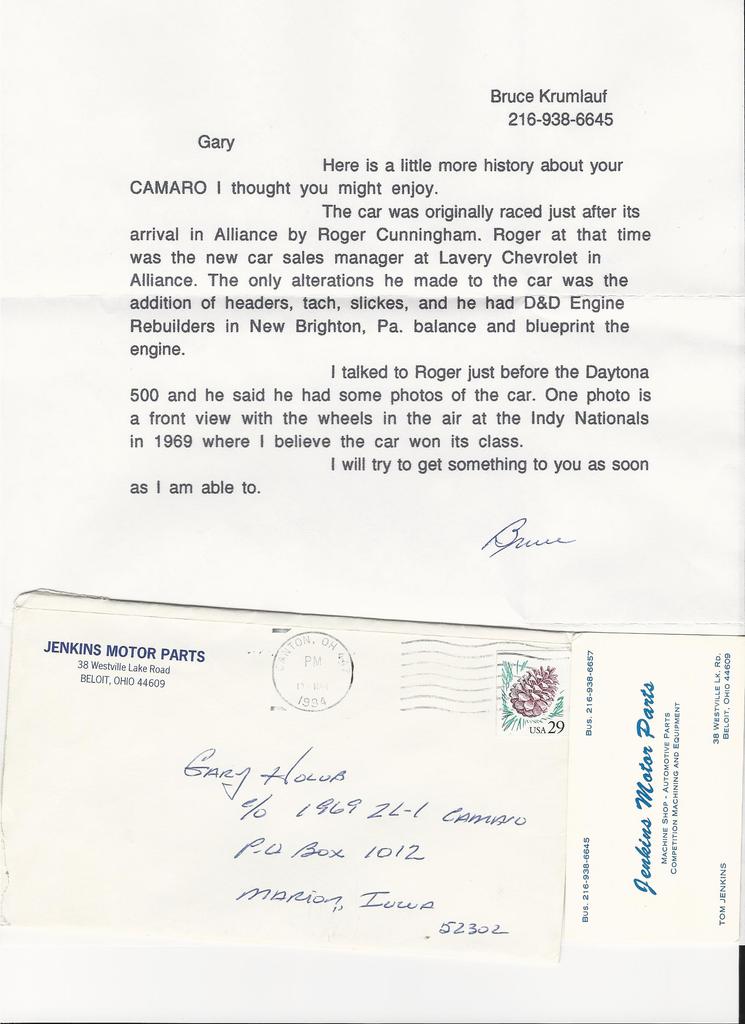 Bruce Krumlauf
216-938-6645
Gary
Here is a little more history about your
CAMARO I thought you might enjoy.
The car was originally raced just after its
arrival in Alliance by Roger Cunningham. Roger at that time
was the new car sales manager at Lavery Chevrolet in
Alliance. The only alterations he made to the car was the
addition of headers, tach, slickes, and he had D&D Engine
Rebuilders in New Brighton, Pa. balance and blueprint the
engine.
I talked to Roger just before the Daytona
500 and he said he had some photos of the car. One photo is
a front view with the wheels in the air at the Indy Nationals
in 1969 where I believe the car won its class.
I will try to get something to you as soon
as I am able to.
Bruce
JENKINS MOTOR PARTS
38 Westville Lake Road
BELOIT, OHIO 44609
CANTON, OH
PM
1994
USA 29
GARY HOLUB
c/o 1969 ZL-1 CAMARO
P.O BOX 1012
MARION, IOWA
52302
BUS. 216-938-6645
BUS. 216-938-6657
Jenkins Motor Parts
MACHINE SHOP - AUTOMOTIVE PARTS
COMPETITION MACHINING AND EQUIPMENT
TOM JENKINS
38 WESTVILLE LK. RD.
BELOIT, OHIO 44609